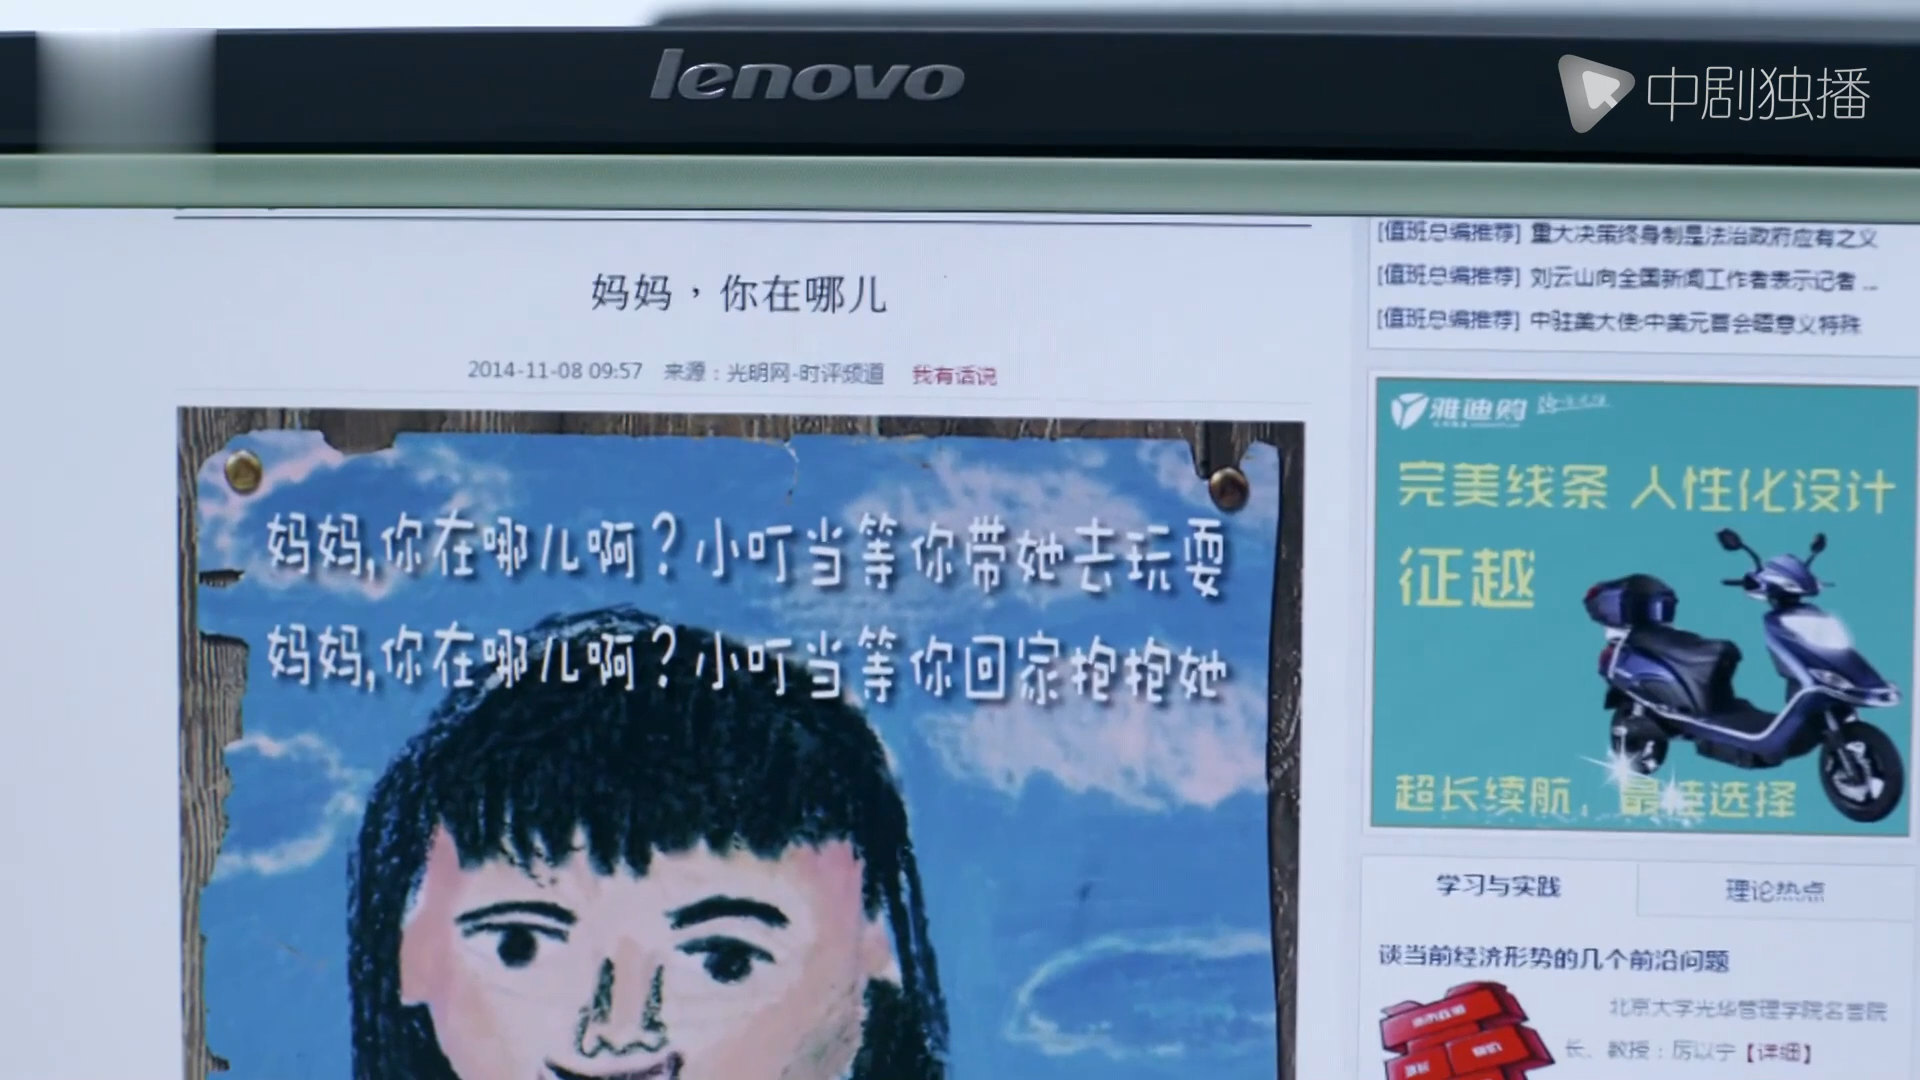 lenovo
中剧独播
妈妈，你在哪儿
2014-11-08 09:57 来源：光明网-时评频道 我有话说
妈妈,你在哪儿啊？小叮当等你带她去玩耍
妈妈,你在哪儿啊？小叮当等你回家抱抱她
[值班总编推荐] 重大决策终身制是法治政府应有之义
[值班总编推荐] 刘云山向全国新闻工作者表示记者 ...
[值班总编推荐] 中驻美大使:中美元首会晤意义特殊
雅迪购
完美线条 人性化设计
征越
超长续航，最佳选择
学习与实践 理论热点
谈当前经济形势的几个前沿问题
北京大学光华管理学院名誉院
长、教授：厉以宁【详细】